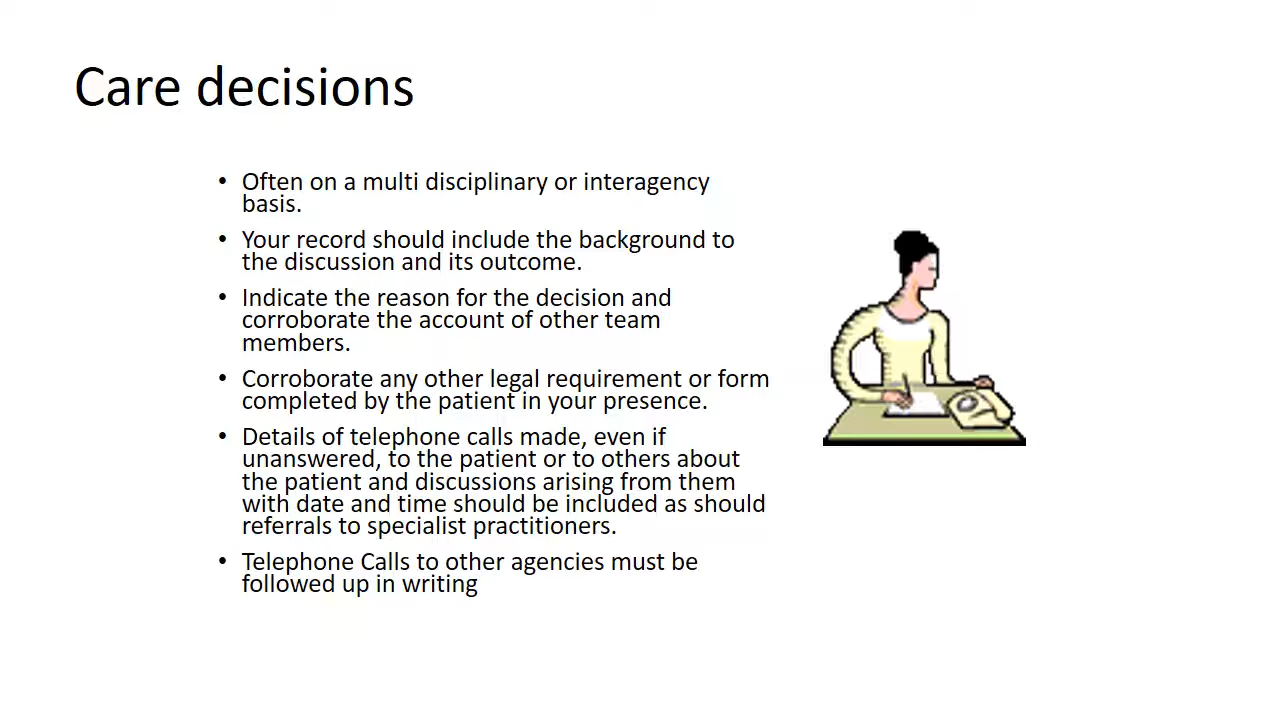 Care decisions
• Often on a multi disciplinary or interagency
basis.
• Your record should include the background to
the discussion and its outcome.
• Indicate the reason for the decision and
corroborate the account of other team
members.
• Corroborate any other legal requirement or form
completed by the patient in your presence.
• Details of telephone calls made, even if
unanswered, to the patient or to others about
the patient and discussions arising from them
with date and time should be included as should
referrals to specialist practitioners.
• Telephone Calls to other agencies must be
followed up in writing